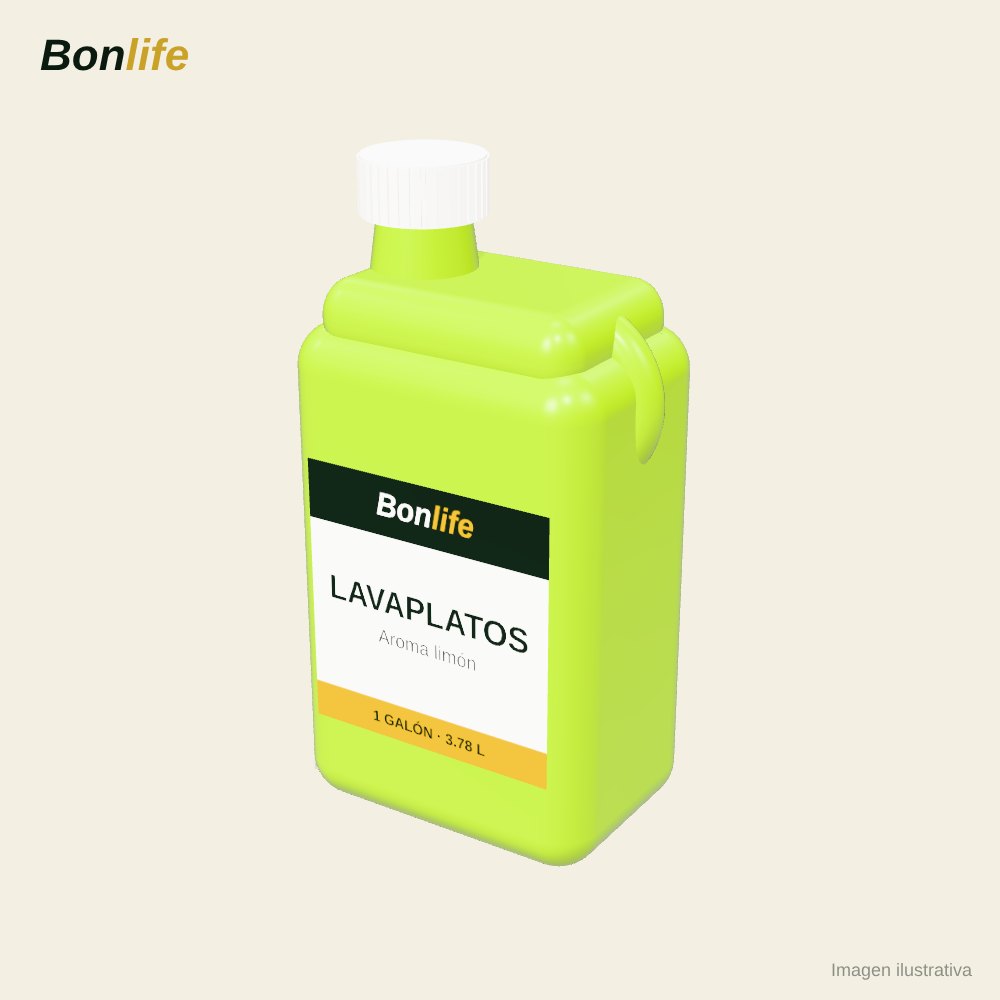 Bonlife
Bonlife
LAVAPLATOS
Aroma limón
1 GALÓN · 3.78 L
Imagen ilustrativa